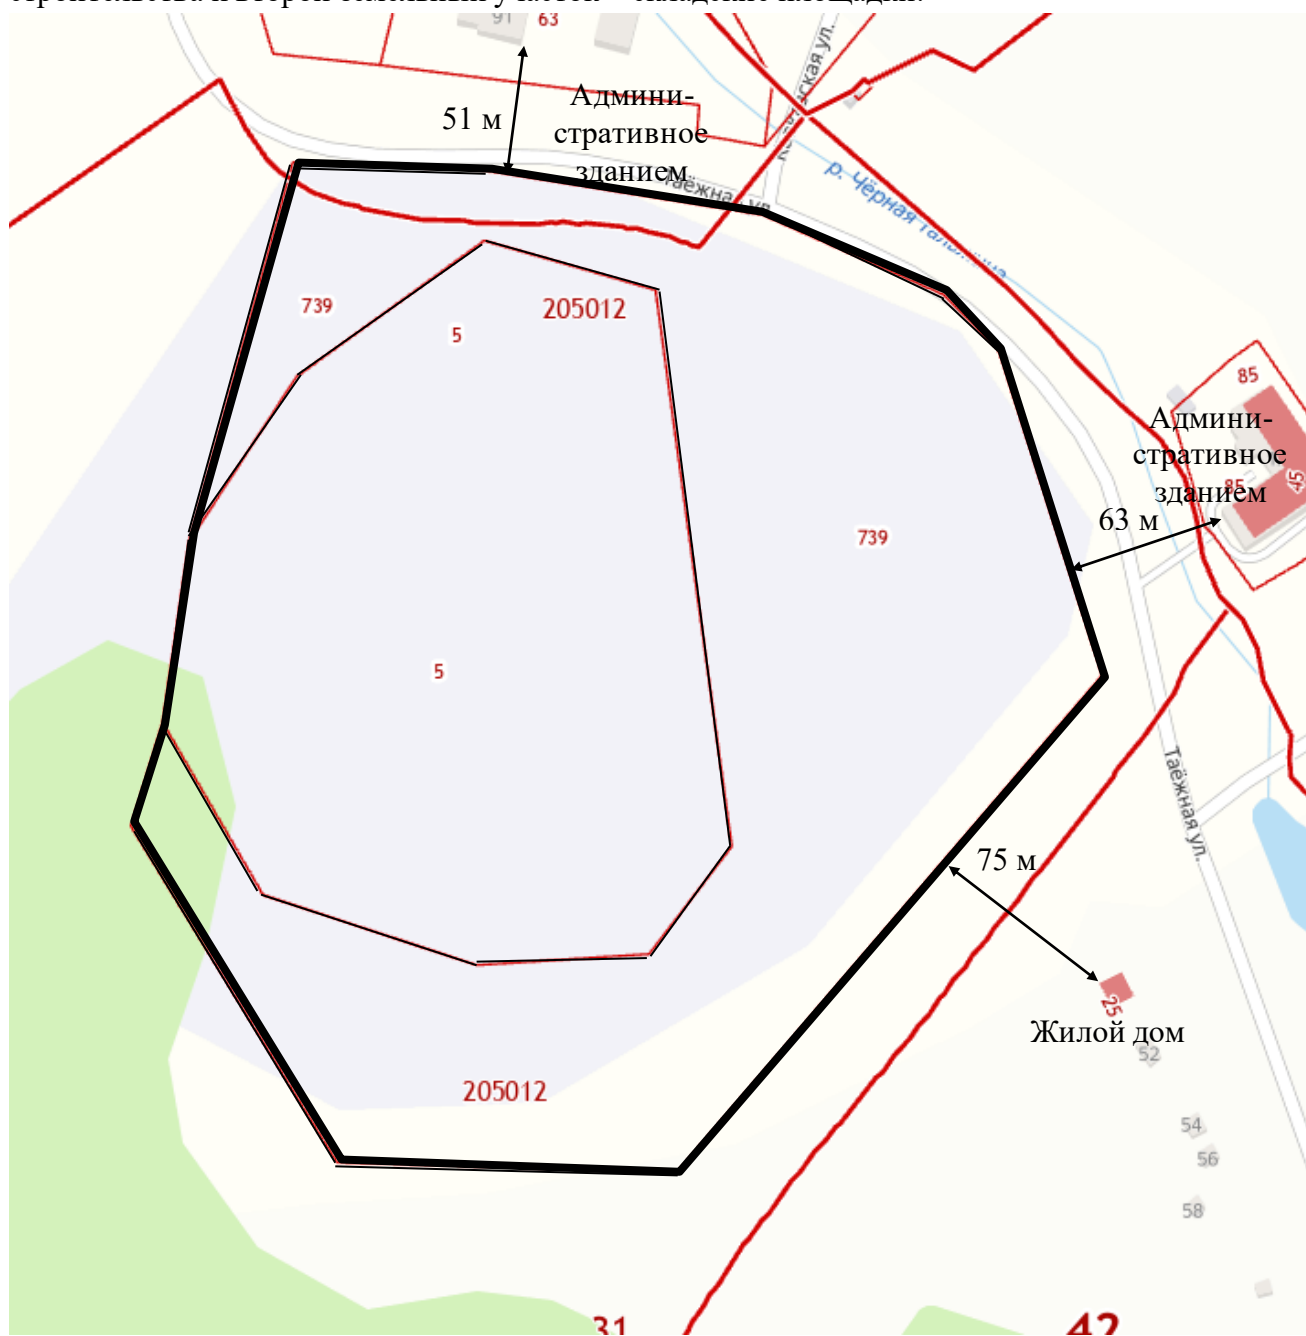 91
63
51 м
Админи-
стративное
зданием
Таёжная ул.
р. Чёрная
739
5
205012
85
Админи-
стративное
85
зданием
45
63 м
739
5
Таёжная ул.
75 м
25
Жилой дом
52
205012
54
56
58
31
42